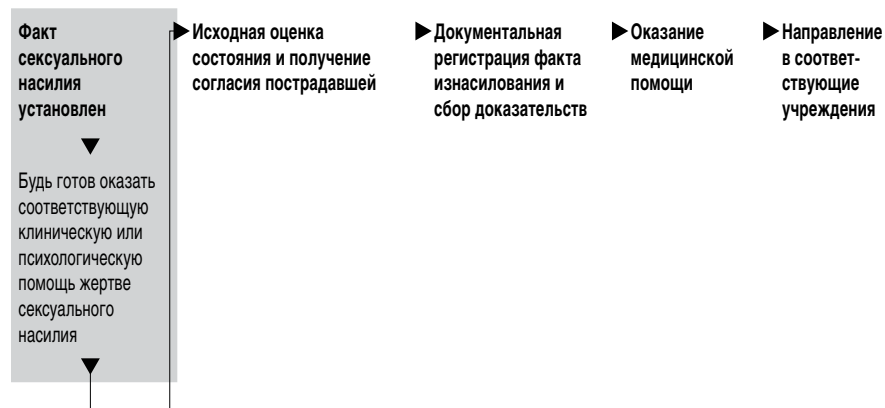 Факт
сексуального
насилия
установлен
Будь готов оказать
соответствующую
клиническую или
психологическую
помощь жертве
сексуального
насилия
Исходная оценка
состояния и получение
согласия пострадавшей
Документальная
регистрация факта
изнасилования и
сбор доказательств
Оказание
медицинской
помощи
Направление
в соответ-
ствующие
учреждения